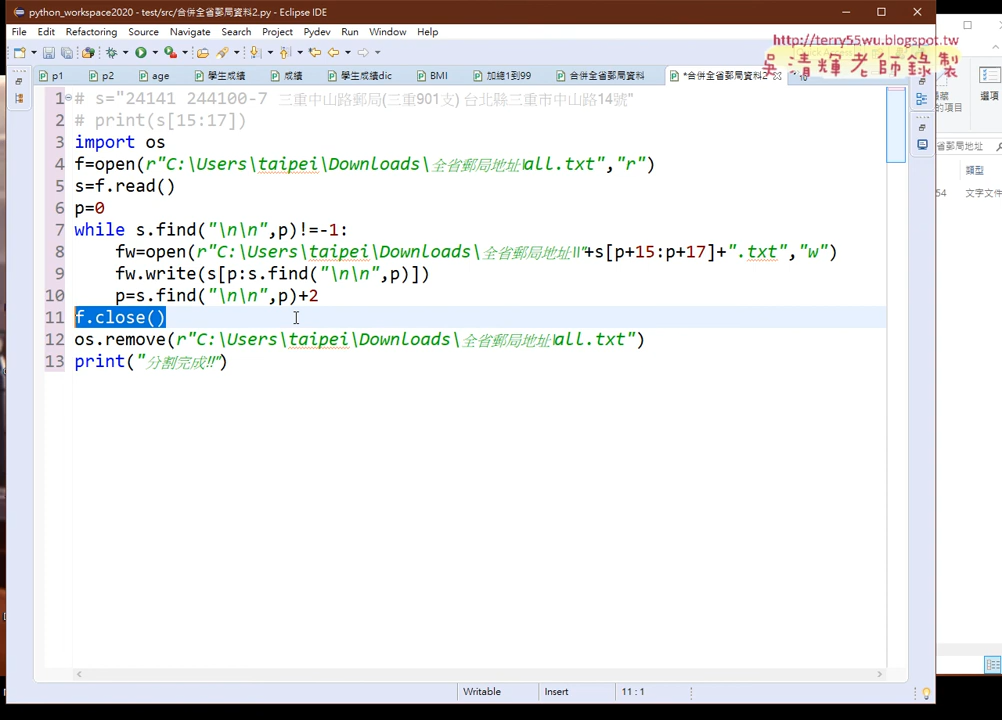 python_workspace2020 - test/src/合併全省郵局資料2.py - Eclipse IDE
File Edit Refactoring Source Navigate Search Project Pydev Run Window Help
http://terry55wu.blogspot.tw
吳清輝老師錄製
p1 p2 age 學生成績 成績 學生成績dic BMI 加總1到99 合併全省郵局資料 *合併全省郵局資料2
選項
的項目
1 # s="24141 244100-7 三重中山路郵局(三重901支) 台北縣三重市中山路14號"
2 # print(s[15:17])
3 import os
4 f=open(r"C:\Users\taipei\Downloads\全省郵局地址\all.txt","r")
5 s=f.read()
6 p=0
7 while s.find("\n\n",p)!=-1:
8 fw=open(r"C:\Users\taipei\Downloads\全省郵局地址\\"+s[p+15:p+17]+".txt","w")
9 fw.write(s[p:s.find("\n\n",p)])
10 p=s.find("\n\n",p)+2
11 f.close()
12 os.remove(r"C:\Users\taipei\Downloads\全省郵局地址\all.txt")
13 print("分割完成!!")
省郵局地址
類型
54 文字文件
Writable Insert 11 : 1